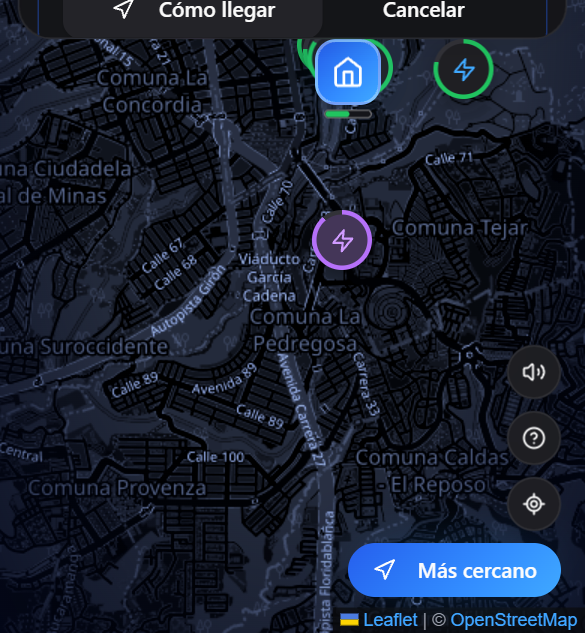 Cómo llegar
Cancelar
Comuna La
Concordia
Calle 71
una Ciudadela
al de Minas
Calle 70
Comuna Tejar
Calle 67
Calle 68
Viaducto
García
Cadena
Autopista Girón
Comuna La
Pedregosa
una Suroccidente
Calle 89
Avenida 89
Carrera 33
Calle 89
Avenida Carrera 27
Central
Calle 100
Comuna Caldas
- El Reposo
Comuna Provenza
pista Floridablanca
Más cercano
Leaflet | © OpenStreetMap